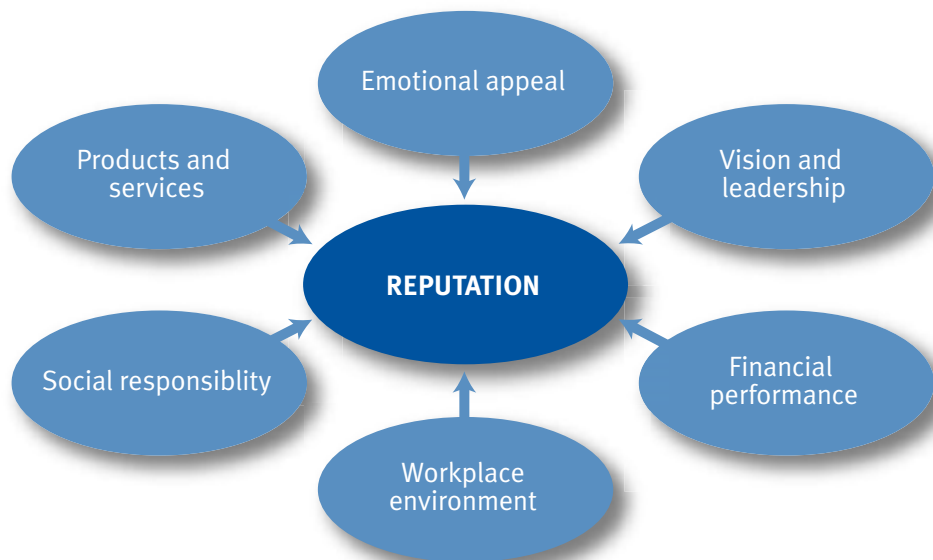 Emotional appeal
Products and
services
Vision and
leadership
REPUTATION
Social responsiblity
Financial
performance
Workplace
environment